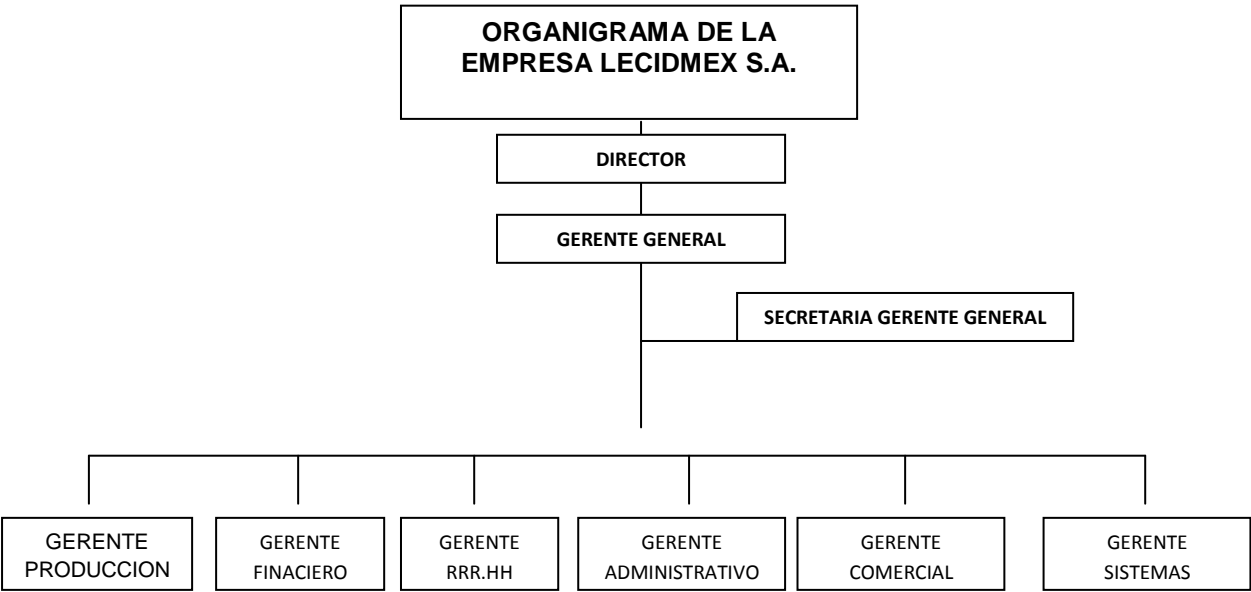 ORGANIGRAMA DE LA
EMPRESA LECIDMEX S.A.
DIRECTOR
GERENTE GENERAL
SECRETARIA GERENTE GENERAL
GERENTE
PRODUCCION
GERENTE
FINACIERO
GERENTE
RRR.HH
GERENTE
ADMINISTRATIVO
GERENTE
COMERCIAL
GERENTE
SISTEMAS